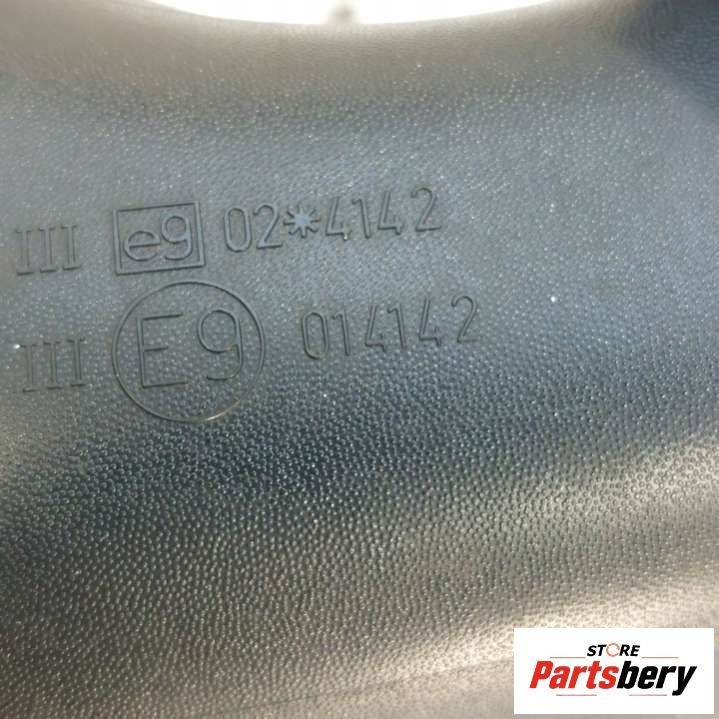 III e9 02*4142
III E9 014142
STORE
Partsbery